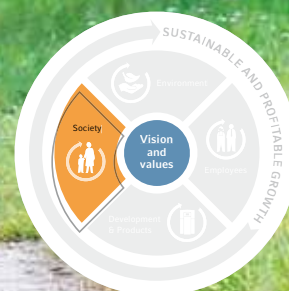 SUSTAINABLE AND PROFITABLE GROWTH
Environment
Society
Vision
and
values
Employees
Development
& Products